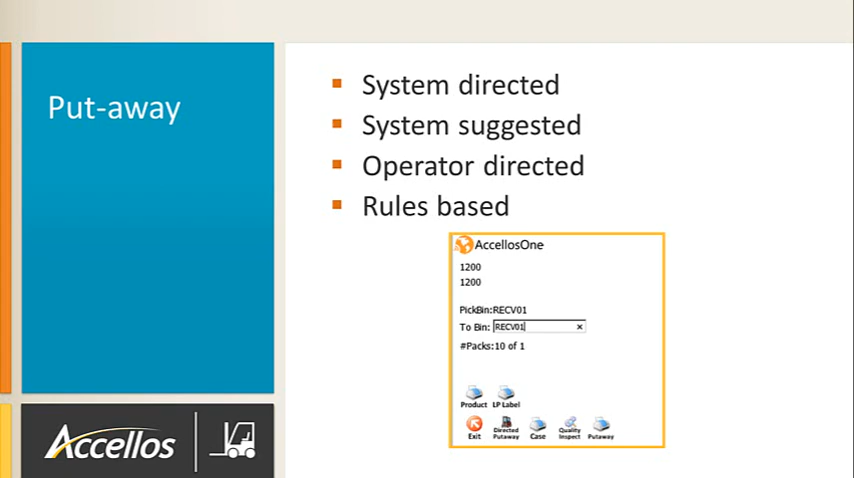 Put-away
System directed
System suggested
Operator directed
Rules based
AccellosOne
1200
1200
PickBin:RECV01
To Bin: RECV01 ×
#Packs:10 of 1
Product LP Label
Exit Directed Putaway Case Quality Inspect Putaway
Accellos